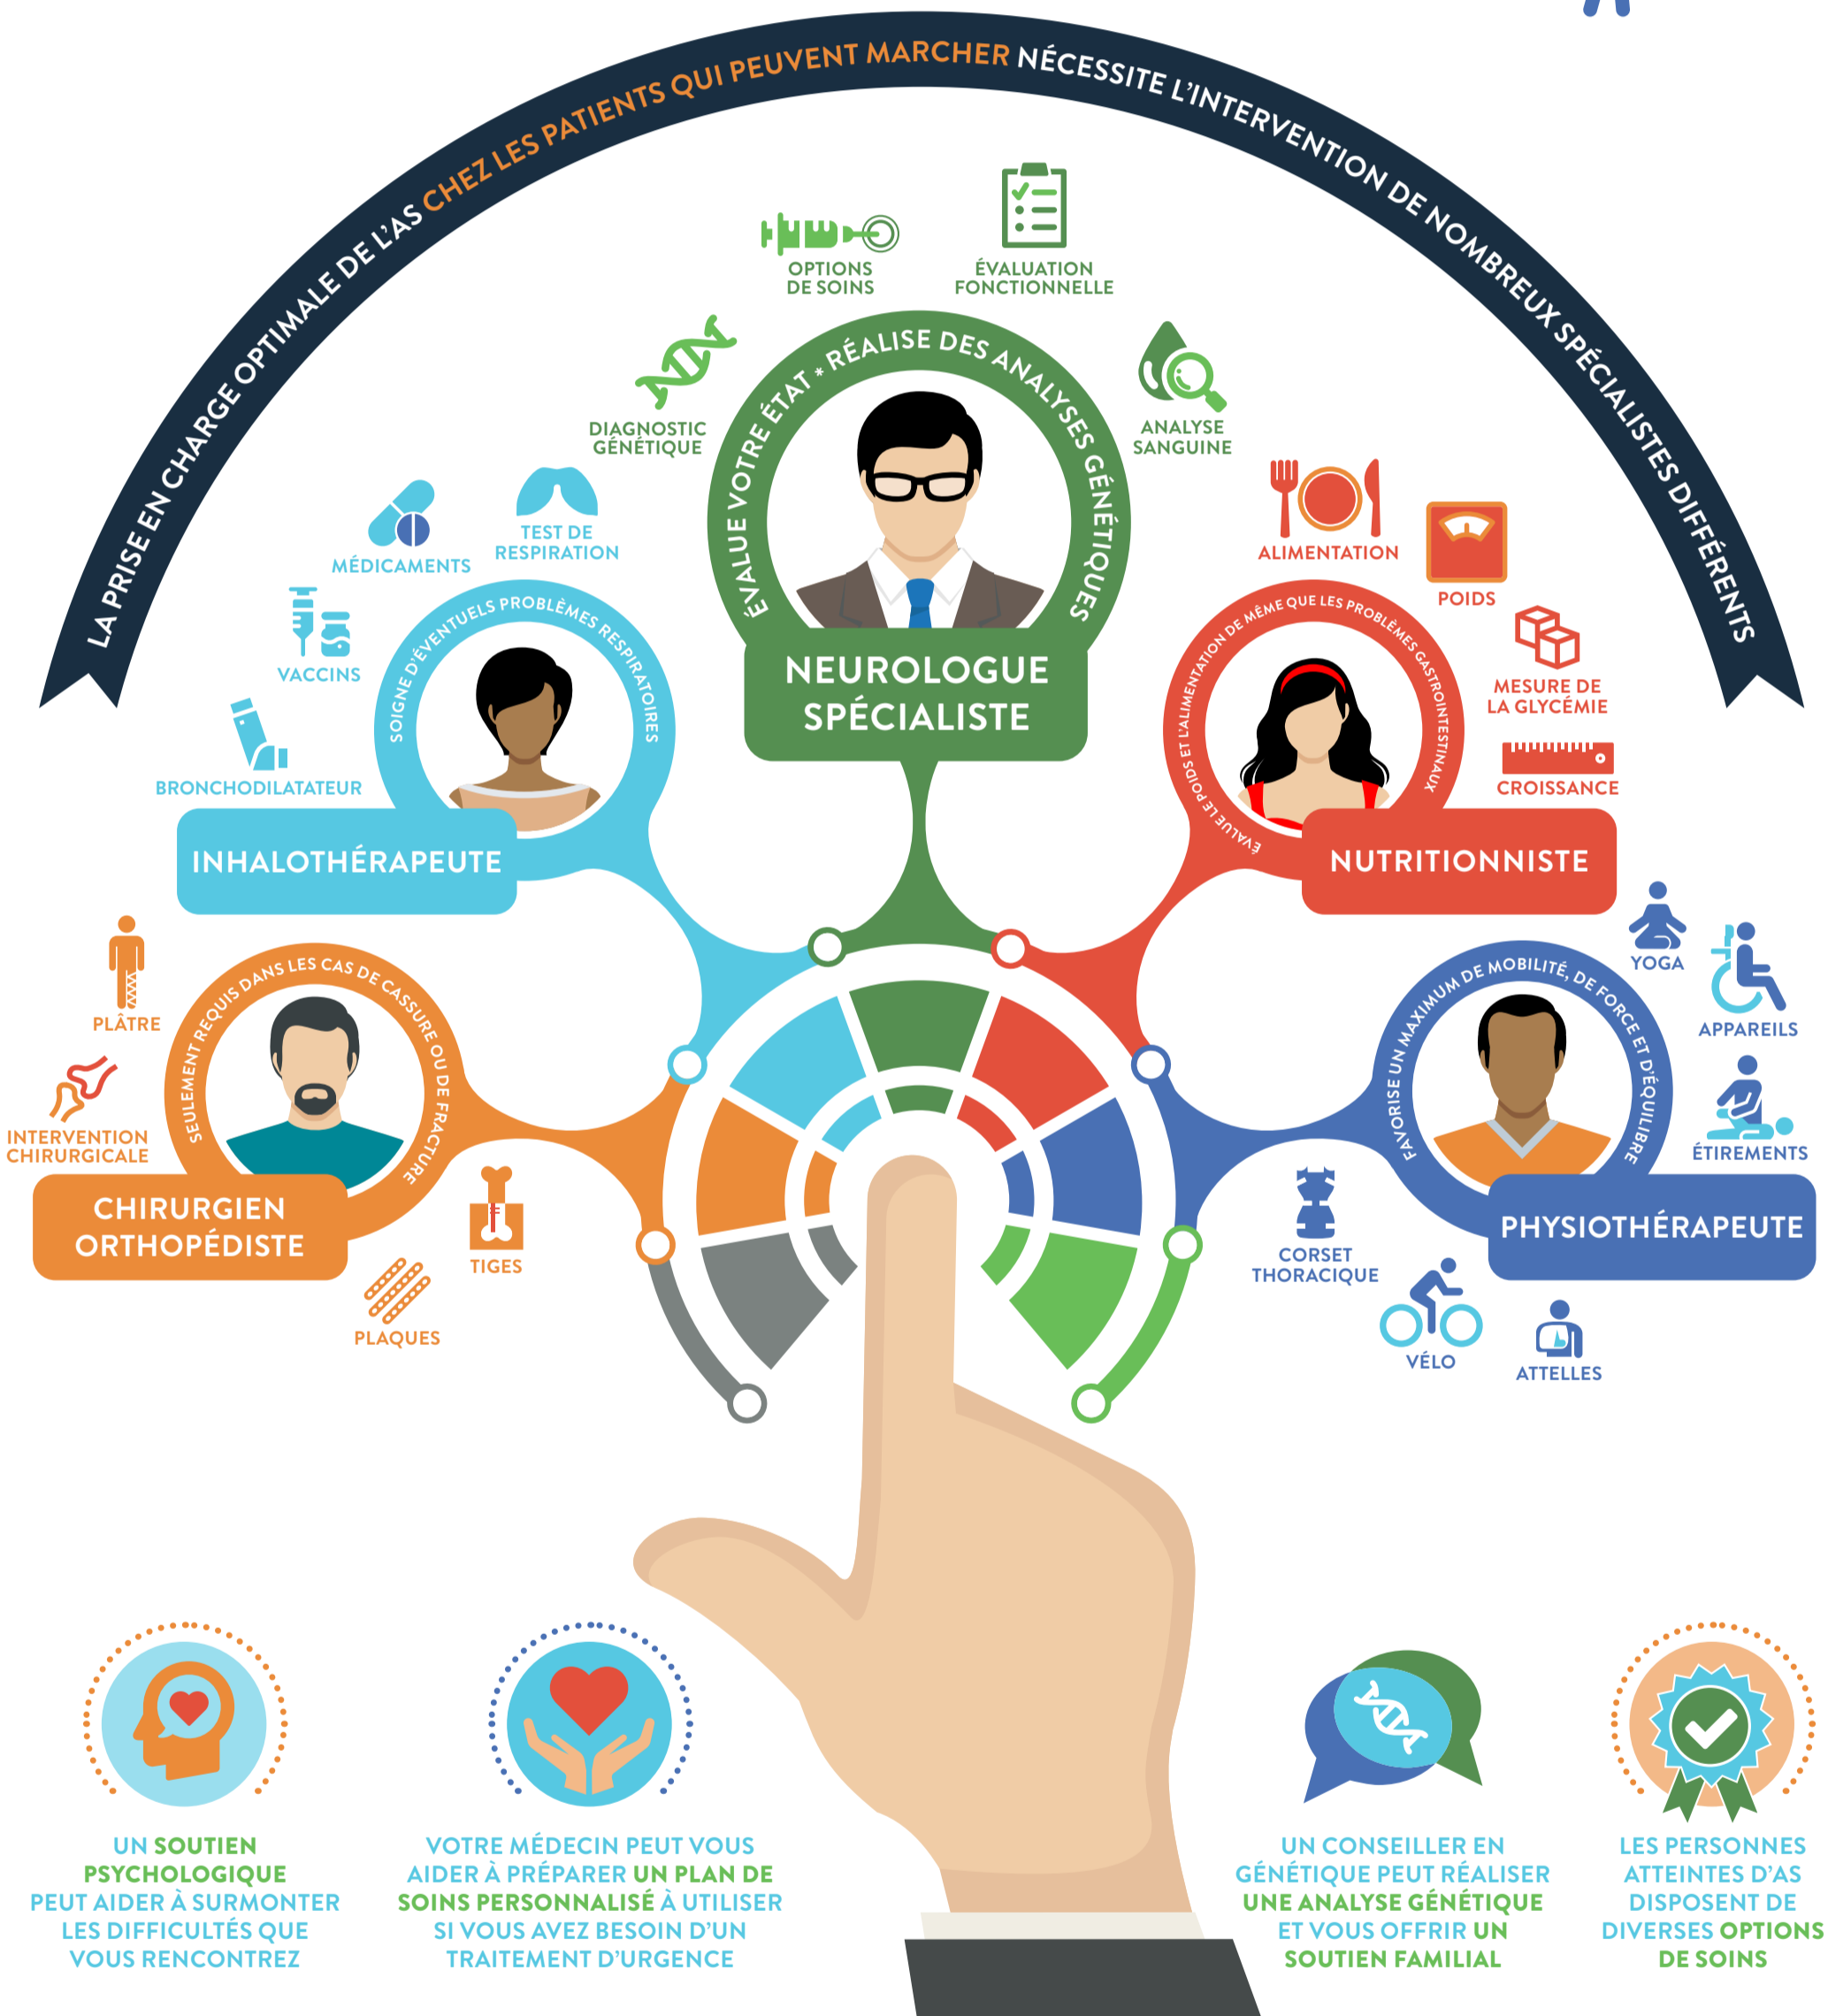 LA PRISE EN CHARGE OPTIMALE DE L'AS CHEZ LES PATIENTS QUI PEUVENT MARCHER NÉCESSITE L'INTERVENTION DE NOMBREUX SPÉCIALISTES DIFFÉRENTS
OPTIONS
DE SOINS
ÉVALUATION
FONCTIONNELLE
DIAGNOSTIC
GÉNÉTIQUE
ANALYSE
SANGUINE
ÉVALUE VOTRE ÉTAT * RÉALISE DES ANALYSES GÉNÉTIQUES
NEUROLOGUE
SPÉCIALISTE
TEST DE
RESPIRATION
MÉDICAMENTS
VACCINS
BRONCHODILATATEUR
SOIGNE D'ÉVENTUELS PROBLÈMES RESPIRATOIRES
INHALOTHÉRAPEUTE
ALIMENTATION
POIDS
MESURE DE
LA GLYCÉMIE
CROISSANCE
ÉVALUE LE POIDS ET L'ALIMENTATION DE MÊME QUE LES PROBLÈMES GASTROINTESTINAUX
NUTRITIONNISTE
PLÂTRE
INTERVENTION
CHIRURGICALE
SEULEMENT REQUIS DANS LES CAS DE CASSURE OU DE FRACTURE
CHIRURGIEN
ORTHOPÉDISTE
TIGES
PLAQUES
YOGA
APPAREILS
ÉTIREMENTS
FAVORISE UN MAXIMUM DE MOBILITÉ, DE FORCE ET D'ÉQUILIBRE
PHYSIOTHÉRAPEUTE
CORSET
THORACIQUE
VÉLO
ATTELLES
UN SOUTIEN
PSYCHOLOGIQUE
PEUT AIDER À SURMONTER
LES DIFFICULTÉS QUE
VOUS RENCONTREZ
VOTRE MÉDECIN PEUT VOUS
AIDER À PRÉPARER UN PLAN DE
SOINS PERSONNALISÉ À UTILISER
SI VOUS AVEZ BESOIN D'UN
TRAITEMENT D'URGENCE
UN CONSEILLER EN
GÉNÉTIQUE PEUT RÉALISER
UNE ANALYSE GÉNÉTIQUE
ET VOUS OFFRIR UN
SOUTIEN FAMILIAL
LES PERSONNES
ATTEINTES D'AS
DISPOSENT DE
DIVERSES OPTIONS
DE SOINS